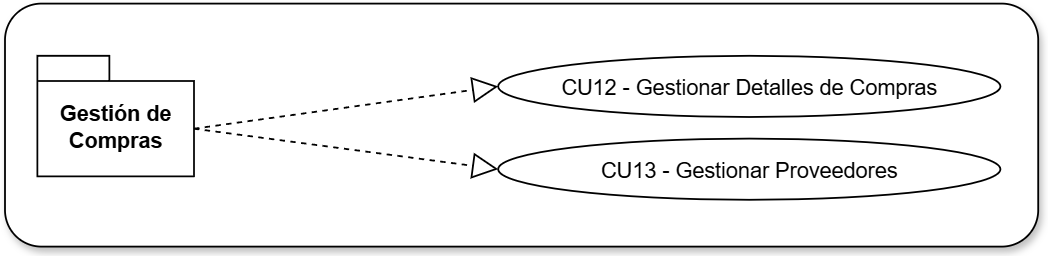 Gestión de
Compras
CU12 - Gestionar Detalles de Compras
CU13 - Gestionar Proveedores